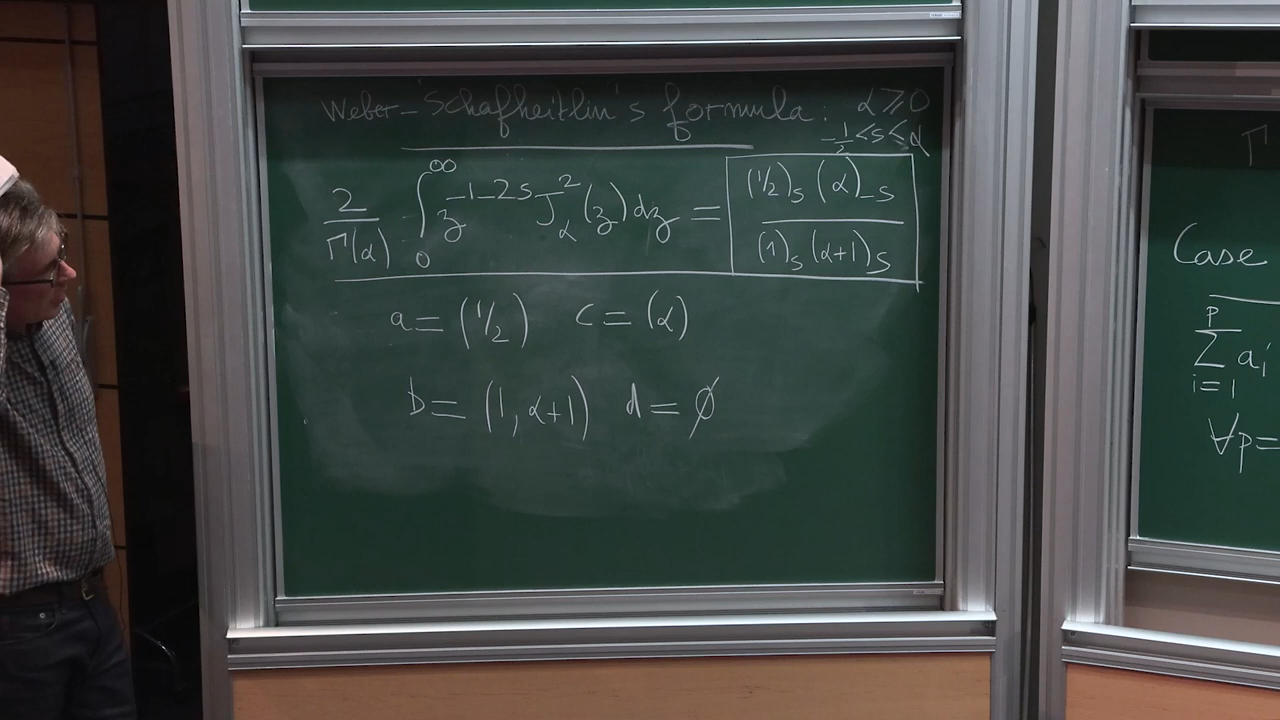 Weber-Schafheitlin's formula: α ⩾ 0
-1/2 < s ≤ α
2/Γ(α) ∫₀^∞ z^{-1-2s} J_α²(z) dz = (1/2)_s (α)_{-s} / (1)_s (α+1)_s
a = (1/2) c = (α)
b = (1, α+1) d = ∅
Case
∑_{i=1}^{p} a_i
∀p =